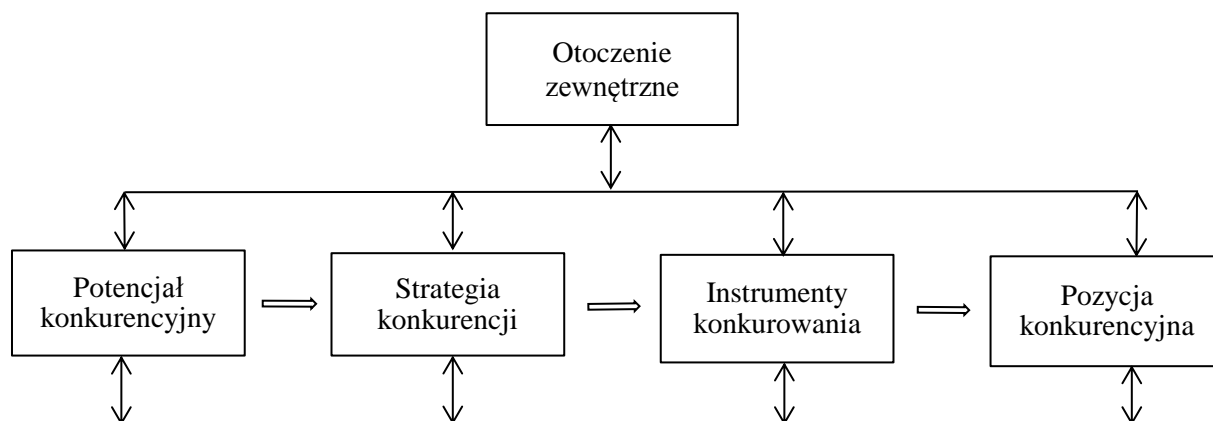 Otoczenie
zewnętrzne
Potencjał
konkurencyjny
Strategia
konkurencji
Instrumenty
konkurowania
Pozycja
konkurencyjna